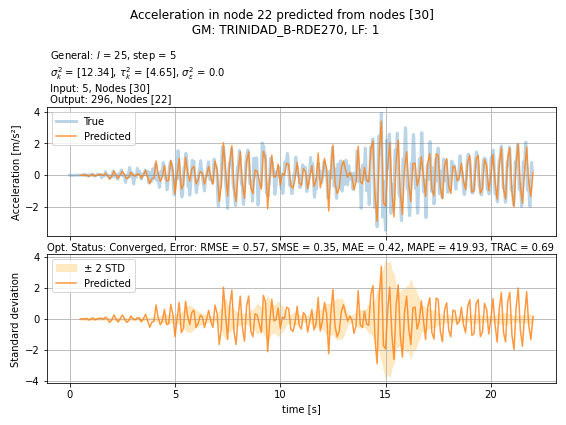 Acceleration in node 22 predicted from nodes [30]
GM: TRINIDAD_B-RDE270, LF: 1
General: l = 25, step = 5
σ²ₖ = [12.34], τ²ₖ = [4.65], σ²ε = 0.0
Input: 5, Nodes [30]
Output: 296, Nodes [22]
4
2
0
−2
Acceleration [m/s²]
True
Predicted
Opt. Status: Converged, Error: RMSE = 0.57, SMSE = 0.35, MAE = 0.42, MAPE = 419.93, TRAC = 0.69
4
2
0
−2
−4
Standard deviation
± 2 STD
Predicted
0
5
10
15
20
time [s]